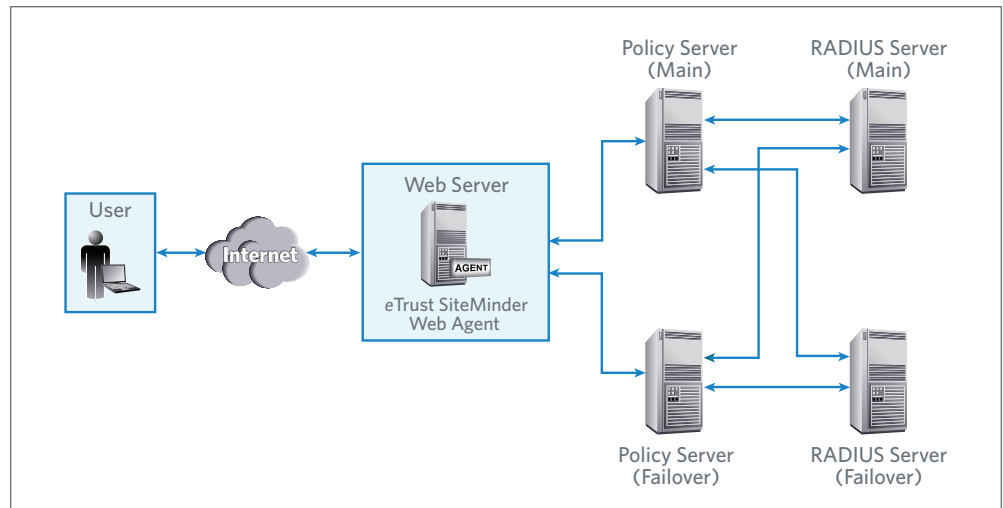 Policy Server
(Main)
RADIUS Server
(Main)
User
Internet
Web Server
AGENT
eTrust SiteMinder
Web Agent
Policy Server
(Failover)
RADIUS Server
(Failover)